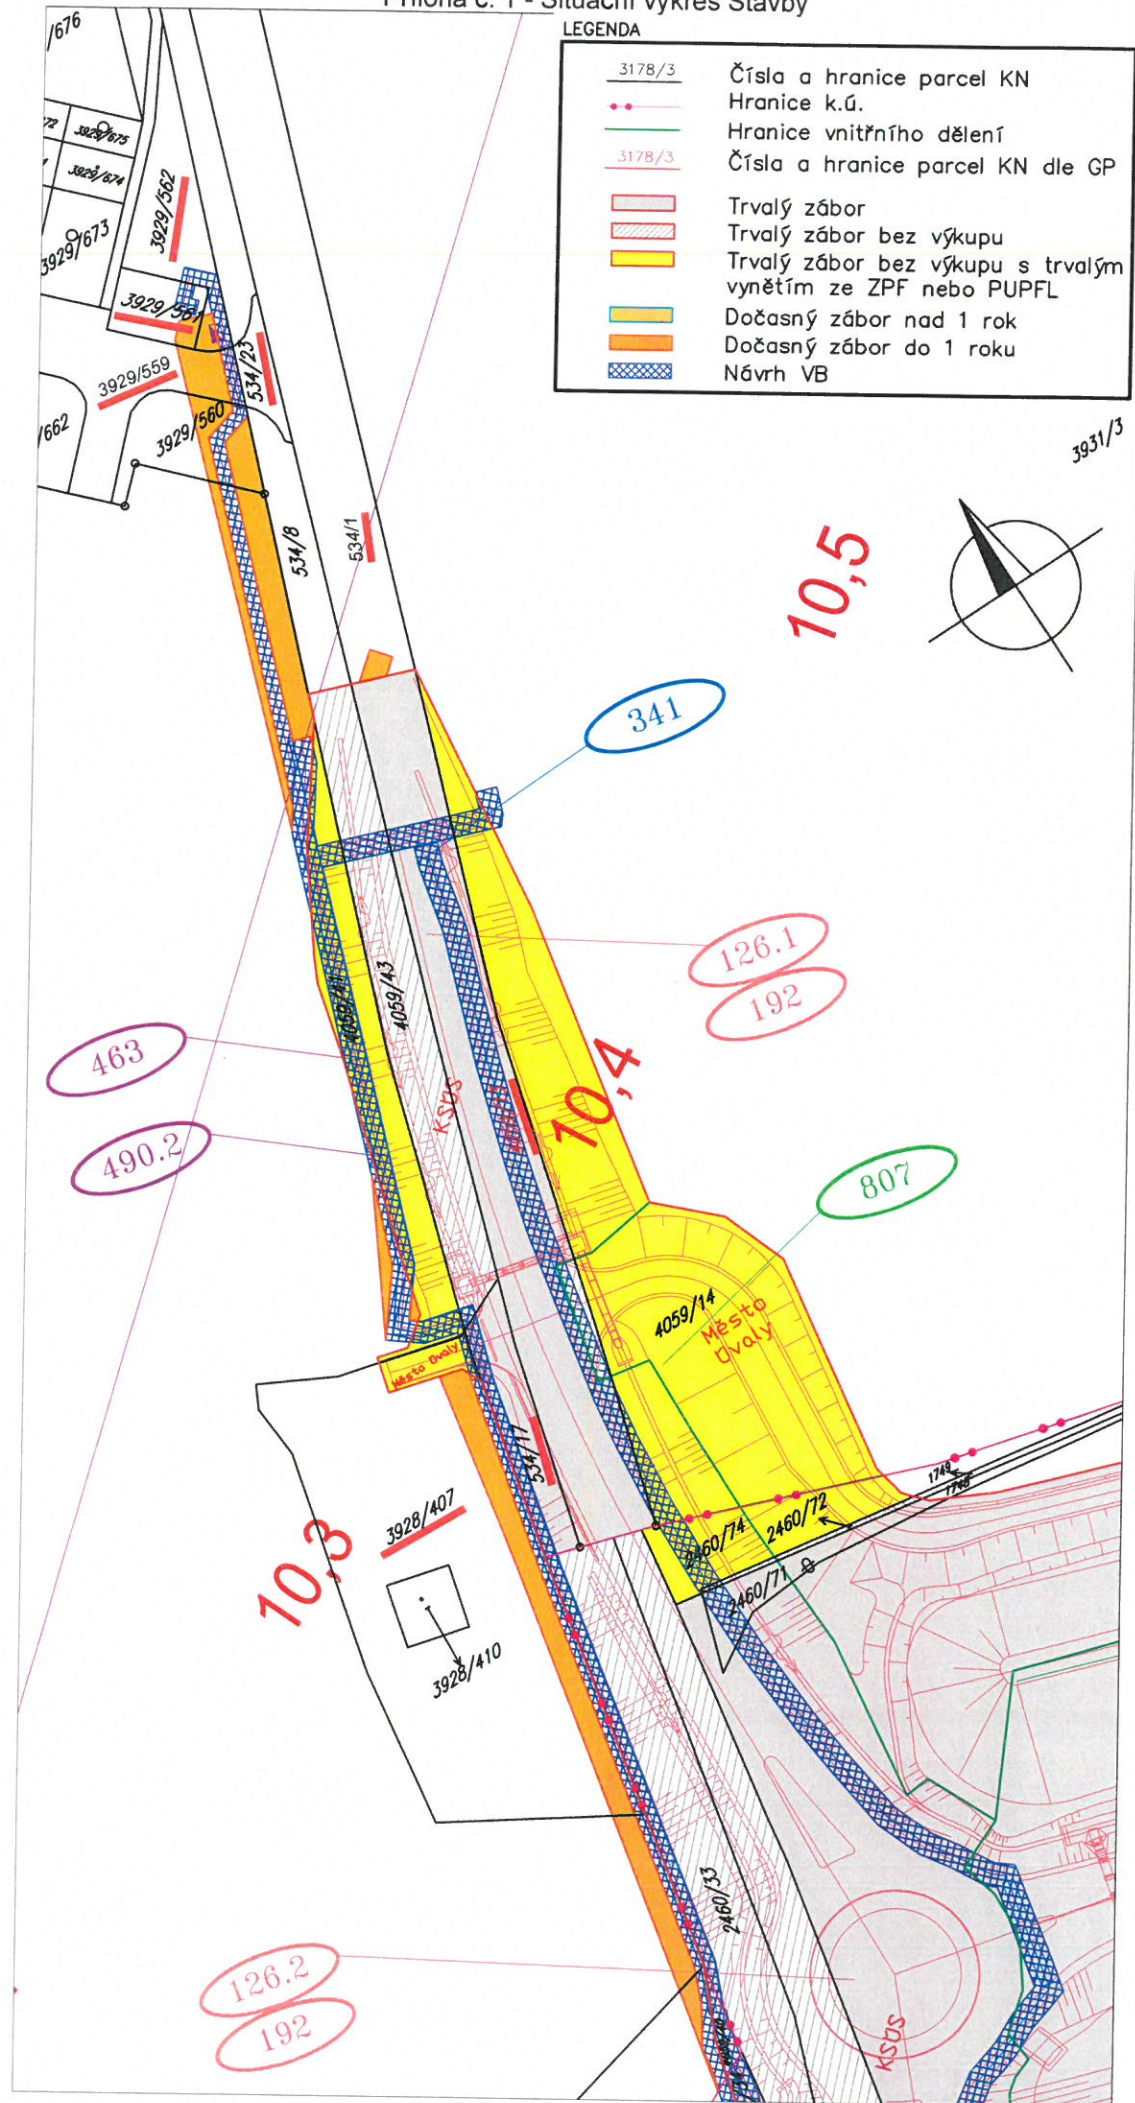 Příloha č. 1 - Situační výkres Stavby
LEGENDA
3178/3 Čísla a hranice parcel KN
Hranice k.ú.
Hranice vnitřního dělení
3178/3 Čísla a hranice parcel KN dle GP
Trvalý zábor
Trvalý zábor bez výkupu
Trvalý zábor bez výkupu s trvalým
vynětím ze ZPF nebo PUPFL
Dočasný zábor nad 1 rok
Dočasný zábor do 1 roku
Návrh VB
/676
3929/675
3929/674
3929/562
3929/673
3929/561
534/23
3929/559
3929/560
/662
3931/3
534/8
534/1
10,5
341
126.1
192
4059/41
4059/43
463
KSÚS
10,4
490.2
807
4059/14
Město
Úvaly
Město Úvaly
534/17
3928/407
10,3
1749
1748
2460/74
2460/72
2460/71
3928/410
2460/33
126.2
192
KSÚS